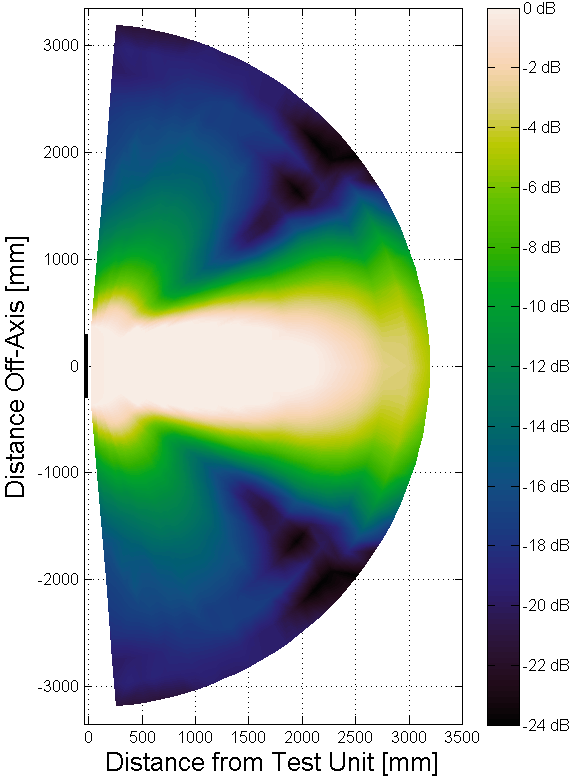 0 dB
-2 dB
-4 dB
-6 dB
-8 dB
-10 dB
-12 dB
-14 dB
-16 dB
-18 dB
-20 dB
-22 dB
-24 dB
3000
2000
1000
0
-1000
-2000
-3000
Distance Off-Axis [mm]
0 500 1000 1500 2000 2500 3000 3500
Distance from Test Unit [mm]